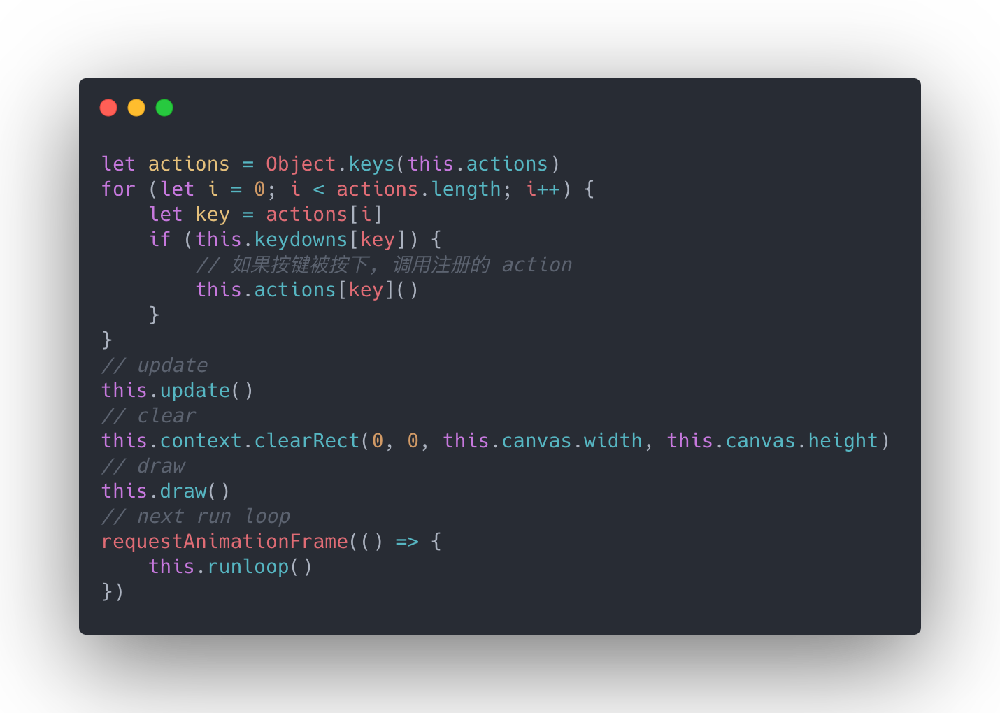 let actions = Object.keys(this.actions)
for (let i = 0; i < actions.length; i++) {
    let key = actions[i]
    if (this.keydowns[key]) {
        // 如果按键被按下, 调用注册的 action
        this.actions[key]()
    }
}
// update
this.update()
// clear
this.context.clearRect(0, 0, this.canvas.width, this.canvas.height)
// draw
this.draw()
// next run loop
requestAnimationFrame(() => {
    this.runloop()
})